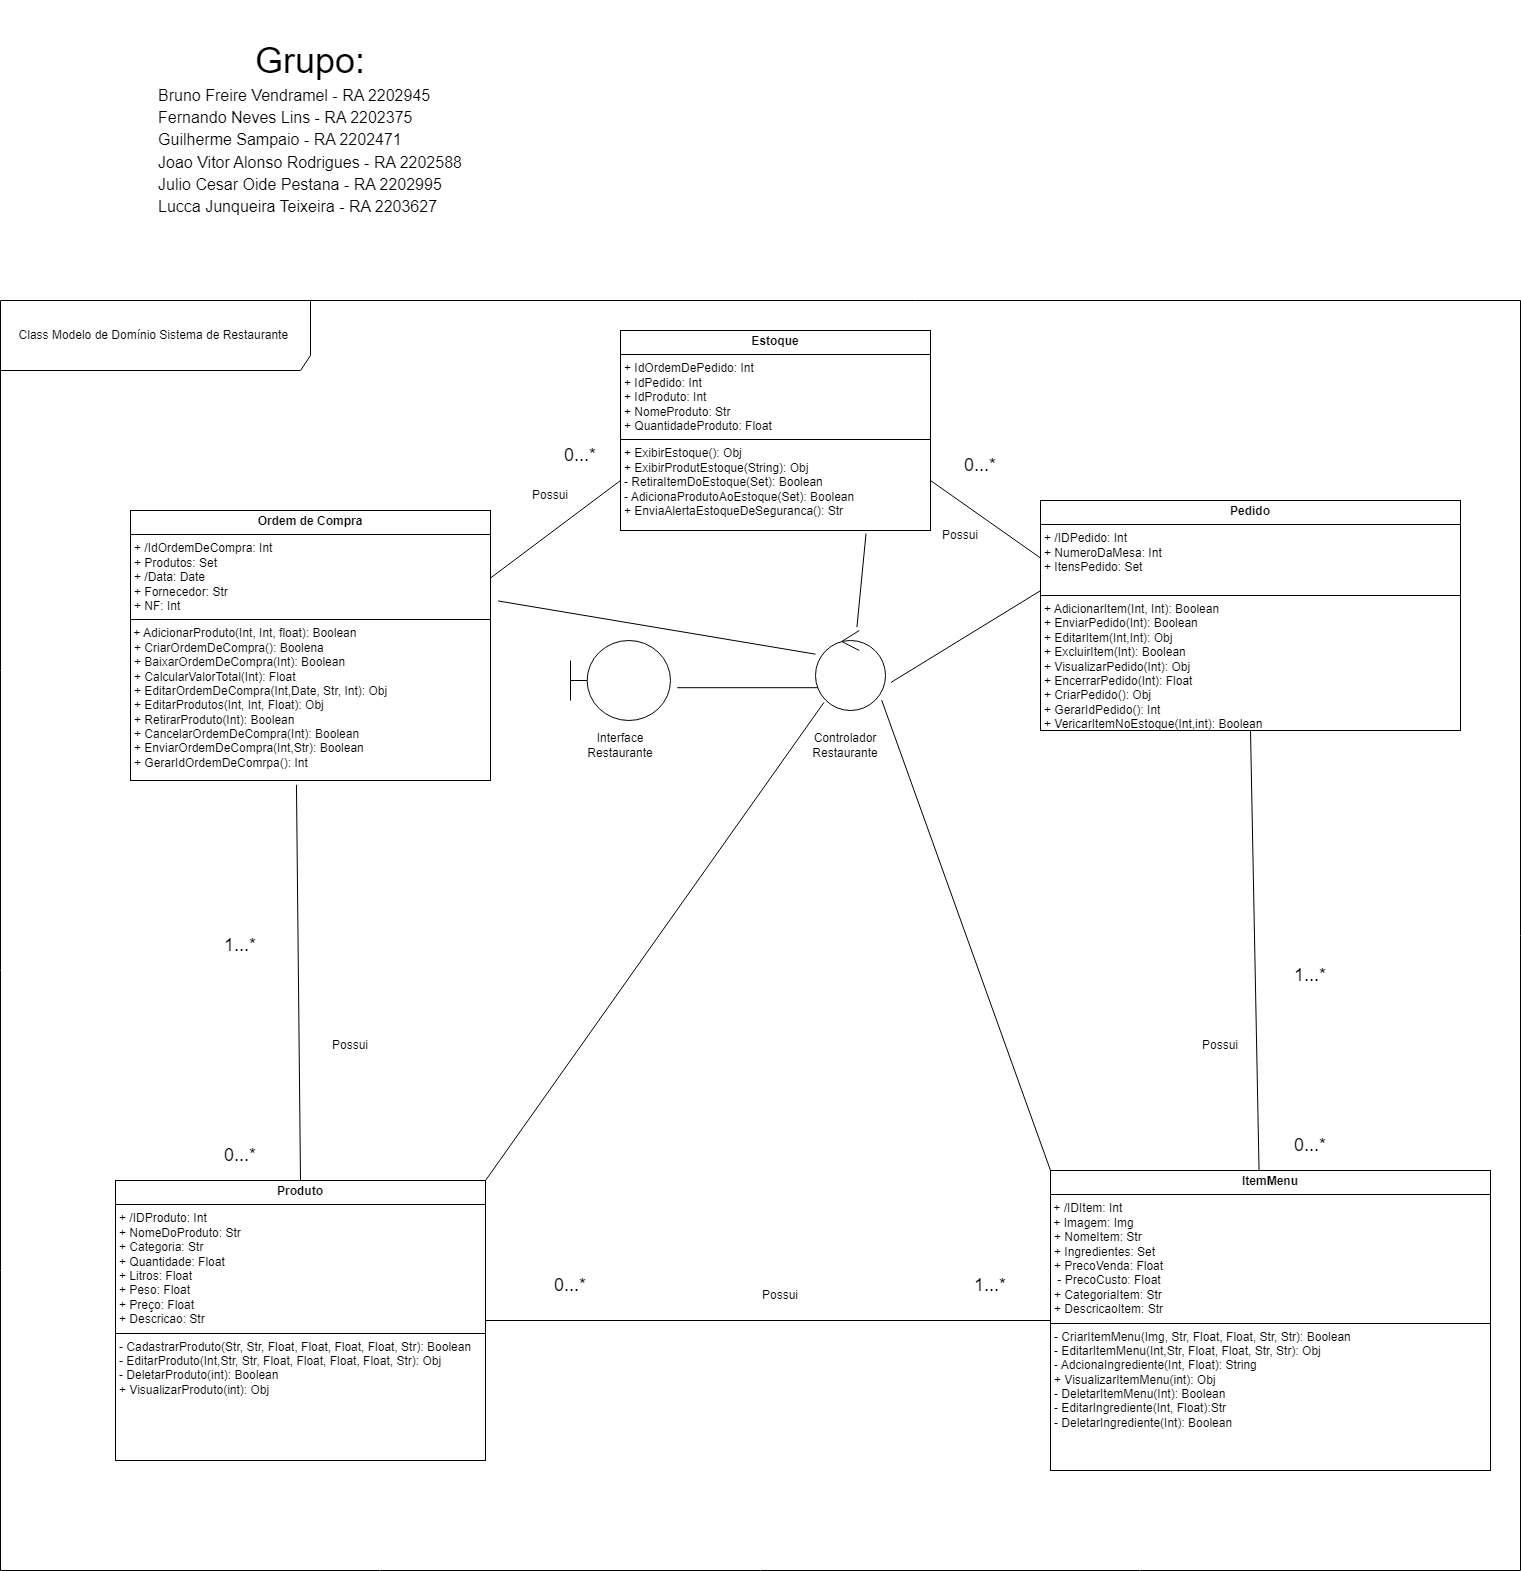 Grupo:
Bruno Freire Vendramel - RA 2202945
Fernando Neves Lins - RA 2202375
Guilherme Sampaio - RA 2202471
Joao Vitor Alonso Rodrigues - RA 2202588
Julio Cesar Oide Pestana - RA 2202995
Lucca Junqueira Teixeira - RA 2203627
Class Modelo de Domínio Sistema de Restaurante
Estoque
+ IdOrdemDePedido: Int
+ IdPedido: Int
+ IdProduto: Int
+ NomeProduto: Str
+ QuantidadeProduto: Float
+ ExibirEstoque(): Obj
+ ExibirProdutEstoque(String): Obj
- RetiraItemDoEstoque(Set): Boolean
- AdicionaProdutoAoEstoque(Set): Boolean
+ EnviaAlertaEstoqueDeSeguranca(): Str
0...*
Possui
0...*
Possui
Ordem de Compra
+ /IdOrdemDeCompra: Int
+ Produtos: Set
+ /Data: Date
+ Fornecedor: Str
+ NF: Int
+ AdicionarProduto(Int, Int, float): Boolean
+ CriarOrdemDeCompra(): Boolena
+ BaixarOrdemDeCompra(Int): Boolean
+ CalcularValorTotal(Int): Float
+ EditarOrdemDeCompra(Int,Date, Str, Int): Obj
+ EditarProdutos(Int, Int, Float): Obj
+ RetirarProduto(Int): Boolean
+ CancelarOrdemDeCompra(Int): Boolean
+ EnviarOrdemDeCompra(Int,Str): Boolean
+ GerarIdOrdemDeComrpa(): Int
Interface
Restaurante
Controlador
Restaurante
Pedido
+ /IDPedido: Int
+ NumeroDaMesa: Int
+ ItensPedido: Set
+ AdicionarItem(Int, Int): Boolean
+ EnviarPedido(Int): Boolean
+ EditarItem(Int,Int): Obj
+ ExcluirItem(Int): Boolean
+ VisualizarPedido(Int): Obj
+ EncerrarPedido(Int): Float
+ CriarPedido(): Obj
+ GerarIdPedido(): Int
+ VericarItemNoEstoque(Int,int): Boolean
1...*
Possui
0...*
1...*
Possui
0...*
Produto
+ /IDProduto: Int
+ NomeDoProduto: Str
+ Categoria: Str
+ Quantidade: Float
+ Litros: Float
+ Peso: Float
+ Preço: Float
+ Descricao: Str
- CadastrarProduto(Str, Str, Float, Float, Float, Float, Str): Boolean
- EditarProduto(Int,Str, Str, Float, Float, Float, Float, Str): Obj
- DeletarProduto(int): Boolean
+ VisualizarProduto(int): Obj
0...*
Possui
1...*
ItemMenu
+ /IDItem: Int
+ Imagem: Img
+ NomeItem: Str
+ Ingredientes: Set
+ PrecoVenda: Float
- PrecoCusto: Float
+ CategoriaItem: Str
+ DescricaoItem: Str
- CriarItemMenu(Img, Str, Float, Float, Str, Str): Boolean
- EditarItemMenu(Int,Str, Float, Float, Str, Str): Obj
- AdcionaIngrediente(Int, Float): String
+ VisualizarItemMenu(int): Obj
- DeletarItemMenu(Int): Boolean
- EditarIngrediente(Int, Float):Str
- DeletarIngrediente(Int): Boolean